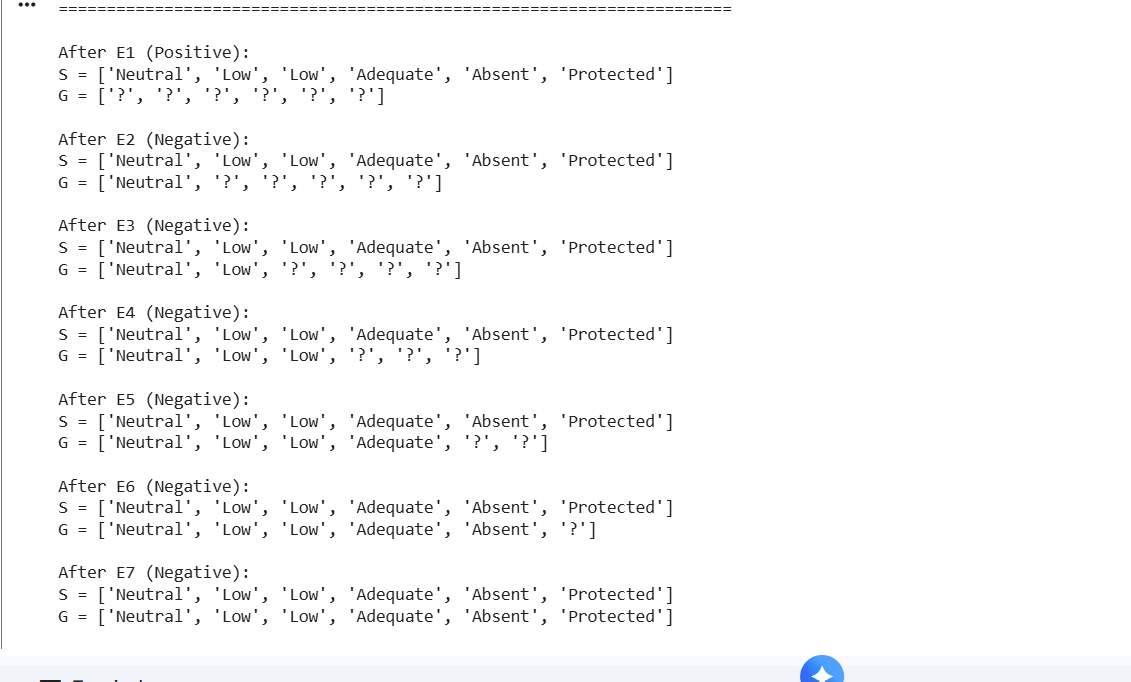 ======================================================================
After E1 (Positive):
S = ['Neutral', 'Low', 'Low', 'Adequate', 'Absent', 'Protected']
G = ['?', '?', '?', '?', '?', '?']
After E2 (Negative):
S = ['Neutral', 'Low', 'Low', 'Adequate', 'Absent', 'Protected']
G = ['Neutral', '?', '?', '?', '?', '?']
After E3 (Negative):
S = ['Neutral', 'Low', 'Low', 'Adequate', 'Absent', 'Protected']
G = ['Neutral', 'Low', '?', '?', '?', '?']
After E4 (Negative):
S = ['Neutral', 'Low', 'Low', 'Adequate', 'Absent', 'Protected']
G = ['Neutral', 'Low', 'Low', '?', '?', '?']
After E5 (Negative):
S = ['Neutral', 'Low', 'Low', 'Adequate', 'Absent', 'Protected']
G = ['Neutral', 'Low', 'Low', 'Adequate', '?', '?']
After E6 (Negative):
S = ['Neutral', 'Low', 'Low', 'Adequate', 'Absent', 'Protected']
G = ['Neutral', 'Low', 'Low', 'Adequate', 'Absent', '?']
After E7 (Negative):
S = ['Neutral', 'Low', 'Low', 'Adequate', 'Absent', 'Protected']
G = ['Neutral', 'Low', 'Low', 'Adequate', 'Absent', 'Protected']